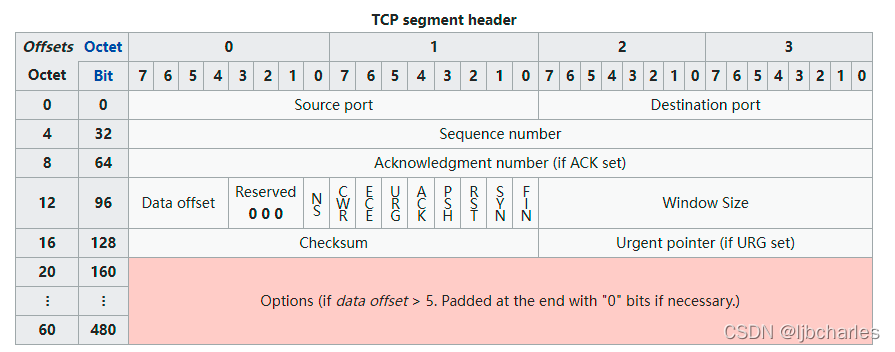 TCP segment header
Offsets Octet 0 1 2 3
Octet Bit 7 6 5 4 3 2 1 0 7 6 5 4 3 2 1 0 7 6 5 4 3 2 1 0 7 6 5 4 3 2 1 0
0 0 Source port Destination port
4 32 Sequence number
8 64 Acknowledgment number (if ACK set)
12 96 Data offset Reserved 0 0 0 NS CWR ECE URG ACK PSH RST SYN FIN Window Size
16 128 Checksum Urgent pointer (if URG set)
20 160
⋮ ⋮ Options (if data offset > 5. Padded at the end with "0" bits if necessary.)
60 480
CSDN @ljbcharles